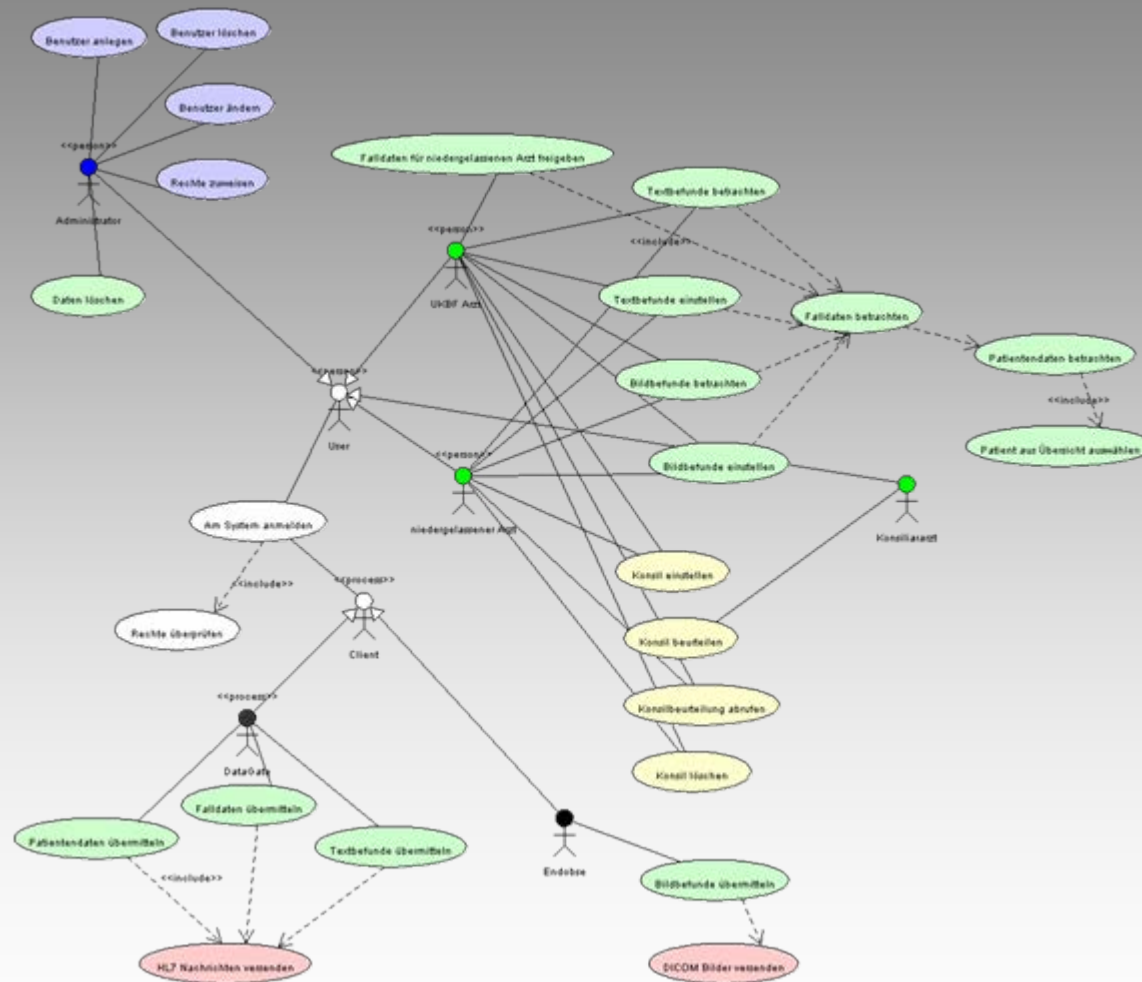 Benutzer löschen
Benutzer anlegen
Benutzer ändern
<<person>>
Rechte zuweisen
Administrator
Daten löschen
Falldaten für niedergelassenen Arzt freigeben
Textbefunde betrachten
<<person>>
<<include>>
UKBF Arzt
Textbefunde einstellen
Falldaten betrachten
Patientendaten betrachten
<<person>>
Bildbefunde betrachten
<<include>>
User
Patient aus Übersicht auswählen
<<person>>
Bildbefunde einstellen
niedergelassener Arzt
Konsiliararzt
Am System anmelden
<<include>>
<<process>>
Konsil einstellen
Rechte überprüfen
Client
Konsil beurteilen
<<process>>
Konsilbeurteilung abrufen
DataGate
Konsil löschen
Falldaten übermitteln
Patientendaten übermitteln
Textbefunde übermitteln
<<include>>
Endobse
Bildbefunde übermitteln
HL7 Nachrichten versenden
DICOM Bilder versenden